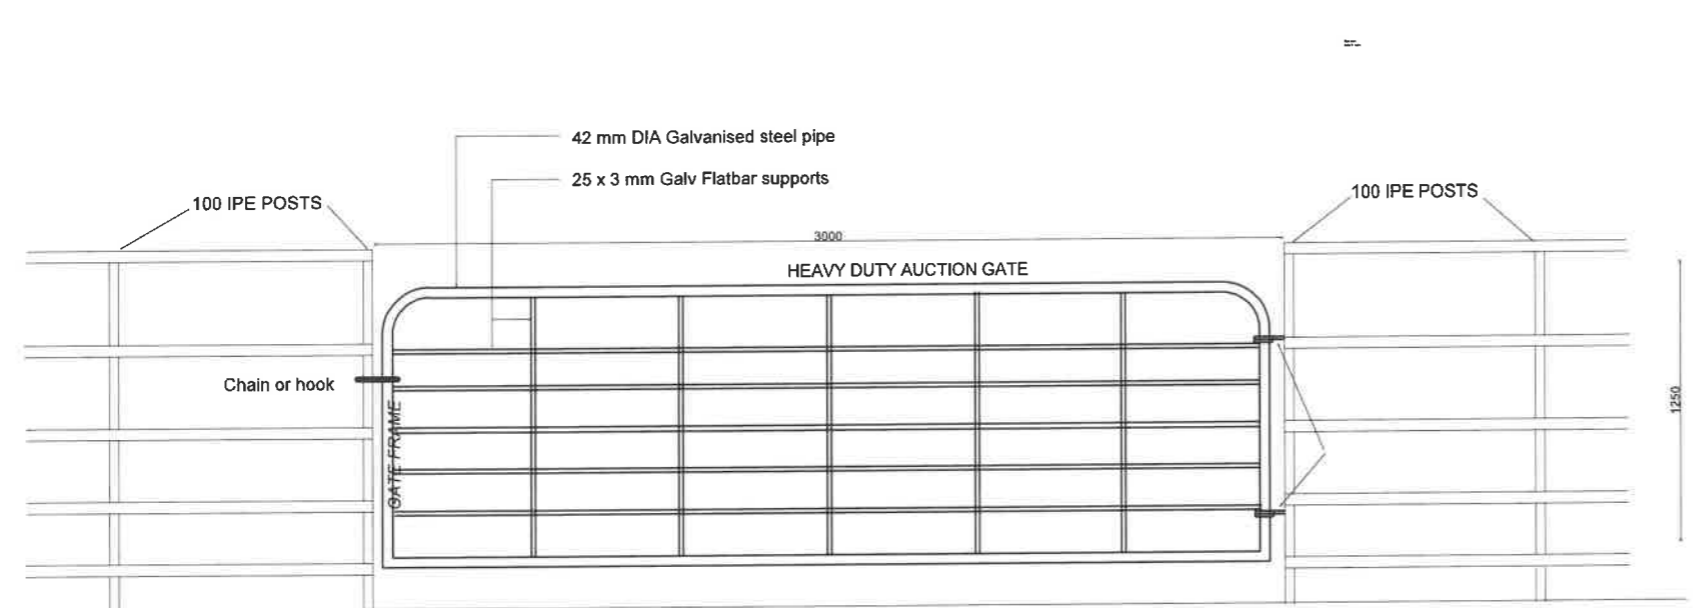 42 mm DIA Galvanised steel pipe
25 x 3 mm Galv Flatbar supports
100 IPE POSTS
100 IPE POSTS
3000
HEAVY DUTY AUCTION GATE
Chain or hook
GATE FRAME
1250